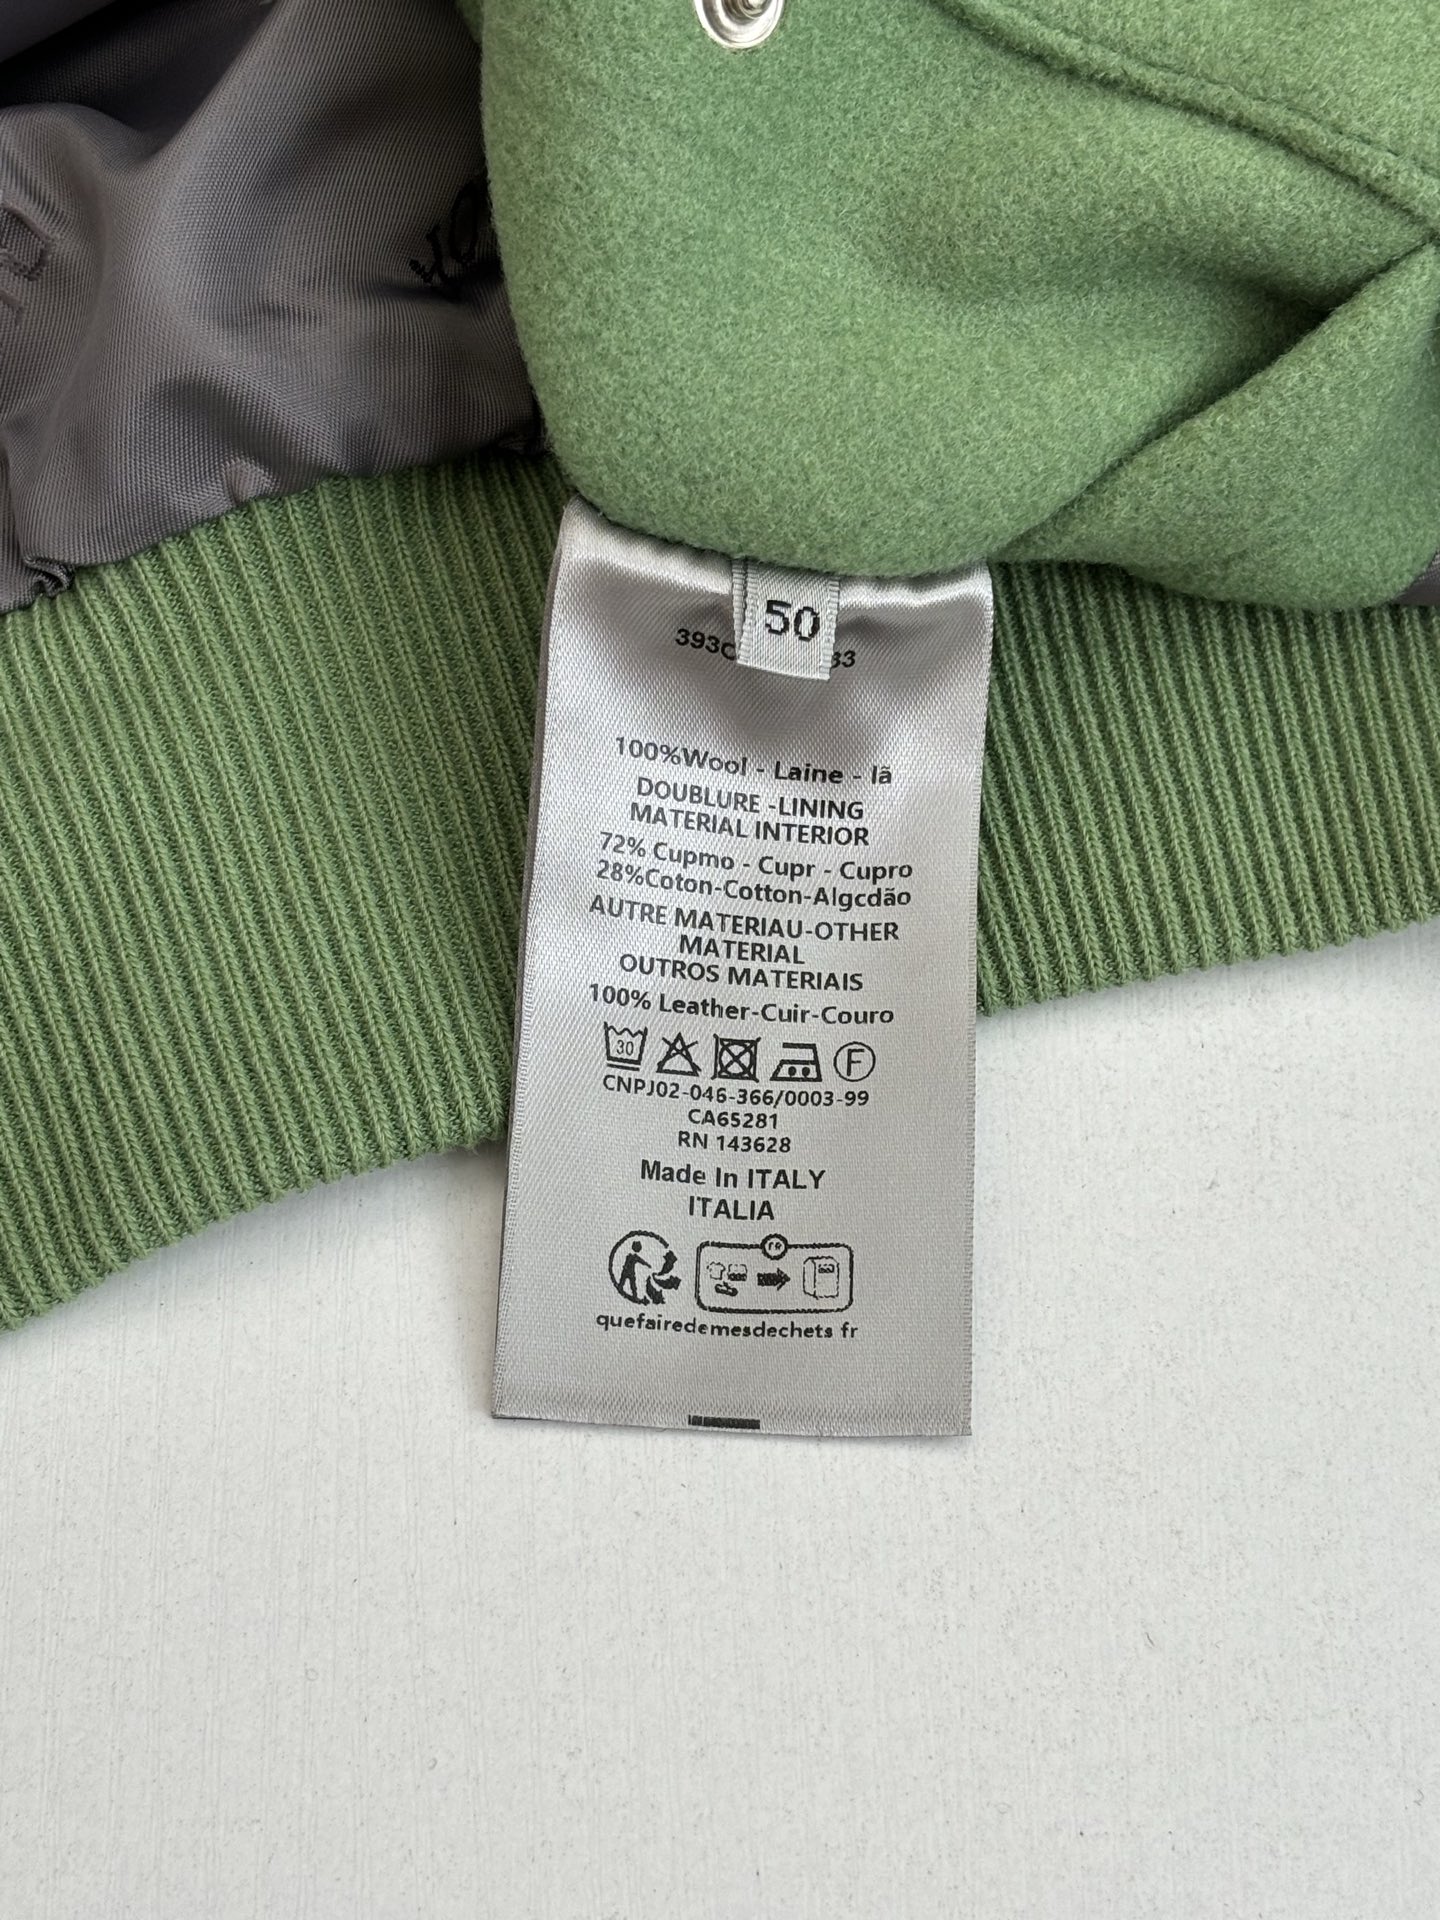 50
393C 33
100%Wool - Laine - lã
DOUBLURE -LINING
MATERIAL INTERIOR
72% Cupmo - Cupr - Cupro
28%Coton-Cotton-Algcdão
AUTRE MATERIAU-OTHER
MATERIAL
OUTROS MATERIAIS
100% Leather-Cuir-Couro
30 F
CNPJ02-046-366/0003-99
CA65281
RN 143628
Made In ITALY
ITALIA
FR
quefairedemesdechets fr